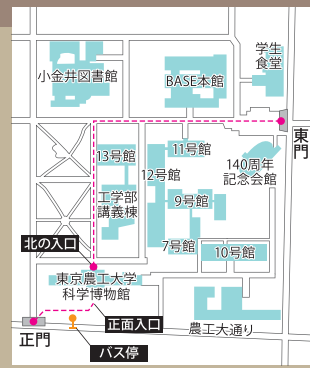 学生
食堂
小金井図書館
BASE本館
東門
11号館
13号館
140周年
記念会館
12号館
工学部
講義棟
9号館
北の入口
7号館
10号館
東京農工大学
科学博物館
正面入口
農工大通り
正門
バス停